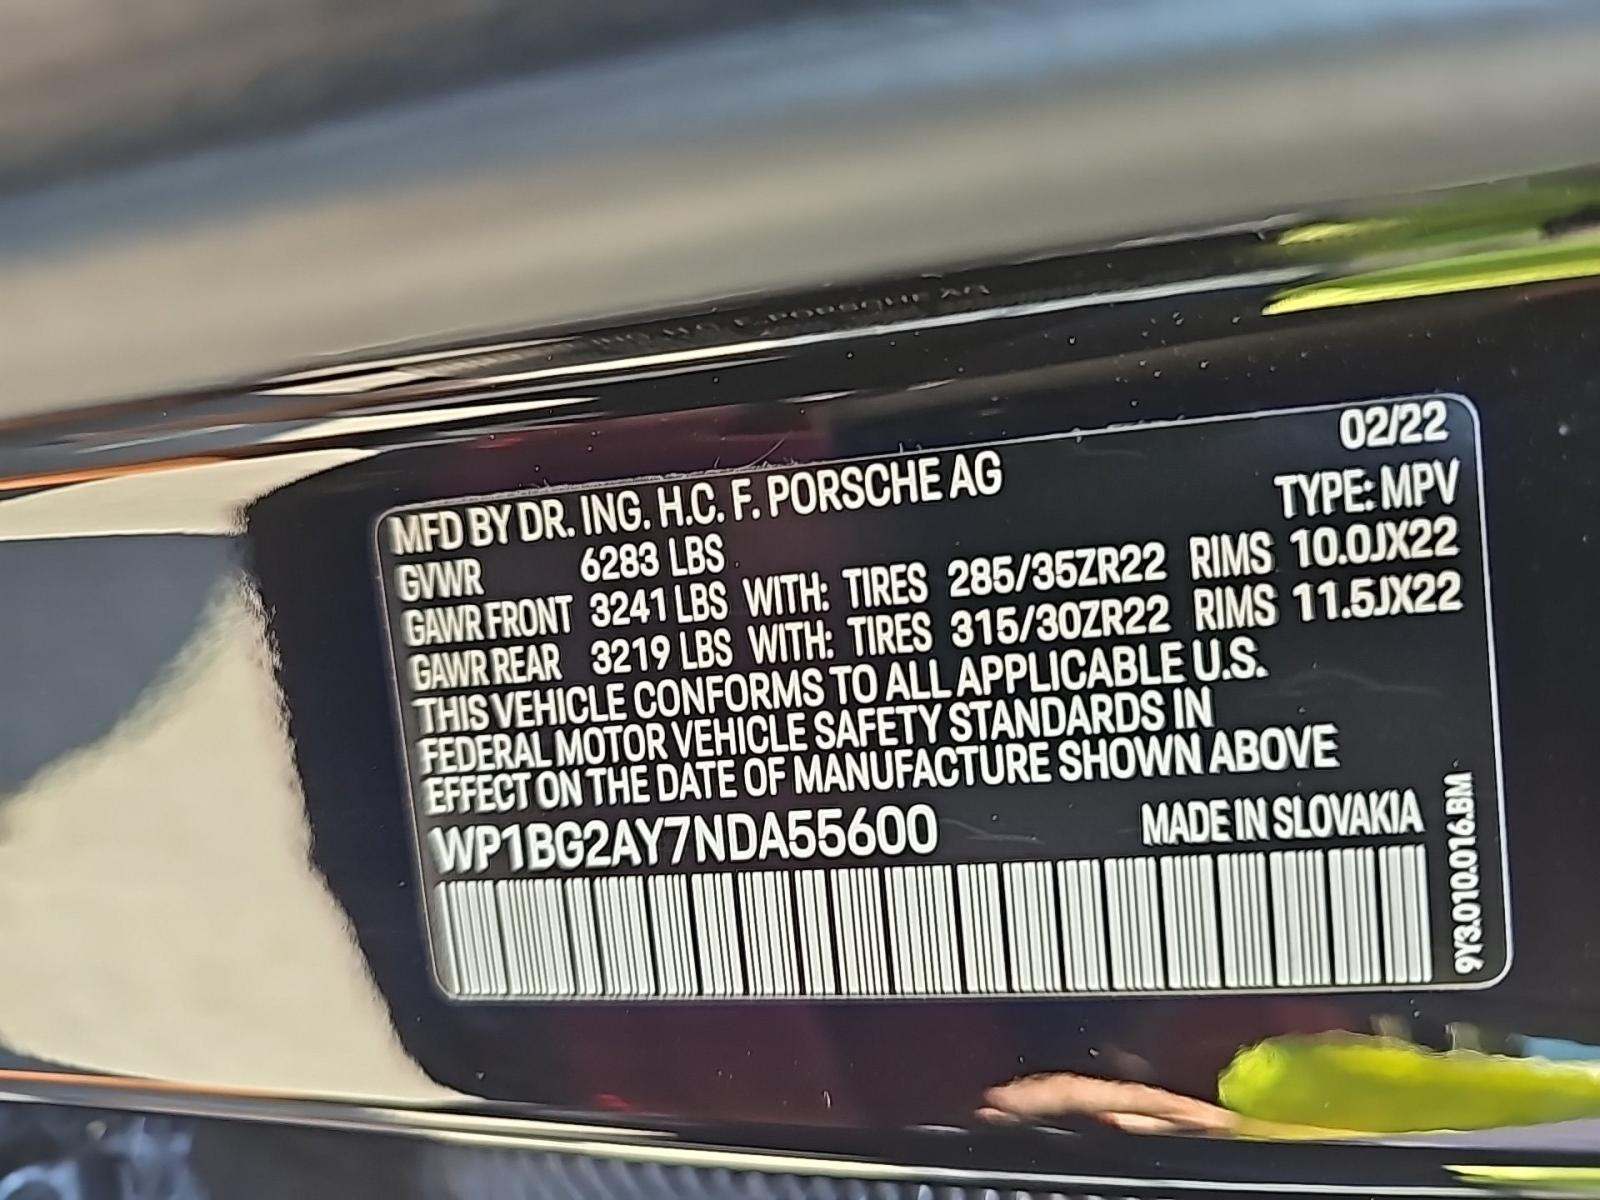 02/22
MFD BY DR. ING. H.C. F. PORSCHE AG TYPE: MPV
GVWR 6283 LBS
GAWR FRONT 3241 LBS WITH: TIRES 285/35ZR22 RIMS 10.0JX22
GAWR REAR 3219 LBS WITH: TIRES 315/30ZR22 RIMS 11.5JX22
THIS VEHICLE CONFORMS TO ALL APPLICABLE U.S.
FEDERAL MOTOR VEHICLE SAFETY STANDARDS IN
EFFECT ON THE DATE OF MANUFACTURE SHOWN ABOVE
WP1BG2AY7NDA55600 MADE IN SLOVAKIA
9Y3.010.016.BM